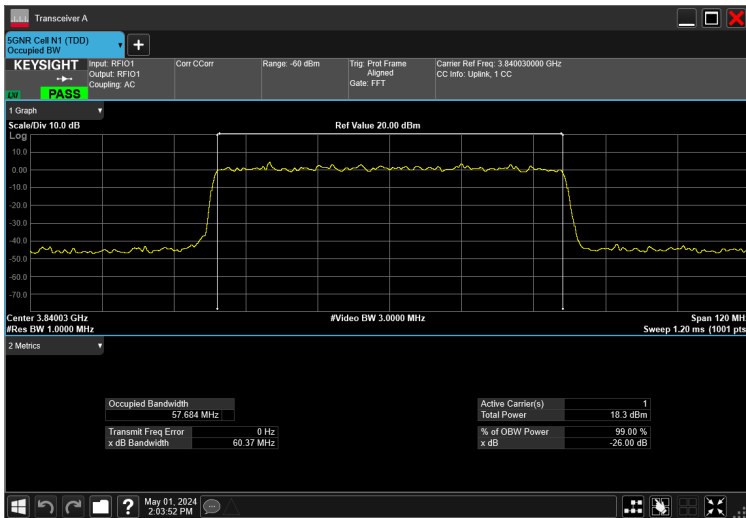 Transceiver A
5GNR Cell N1 (TDD)
Occupied BW
KEYSIGHT
LXI
PASS
Input: RFIO1
Output: RFIO1
Coupling: AC
Corr CCorr
Range: -60 dBm
Trig: Prot Frame
Aligned
Gate: FFT
Carrier Ref Freq: 3.840030000 GHz
CC Info: Uplink, 1 CC
1 Graph
Scale/Div 10.0 dB
Ref Value 20.00 dBm
Log
10.0
0.00
-10.0
-20.0
-30.0
-40.0
-50.0
-60.0
-70.0
Center 3.84003 GHz
#Video BW 3.0000 MHz
Span 120 MH
#Res BW 1.0000 MHz
Sweep 1.20 ms (1001 pts
2 Metrics
Occupied Bandwidth
57.684 MHz
Transmit Freq Error 0 Hz
x dB Bandwidth 60.37 MHz
Active Carrier(s) 1
Total Power 18.3 dBm
% of OBW Power 99.00 %
x dB -26.00 dB
?
May 01, 2024
2:03:52 PM